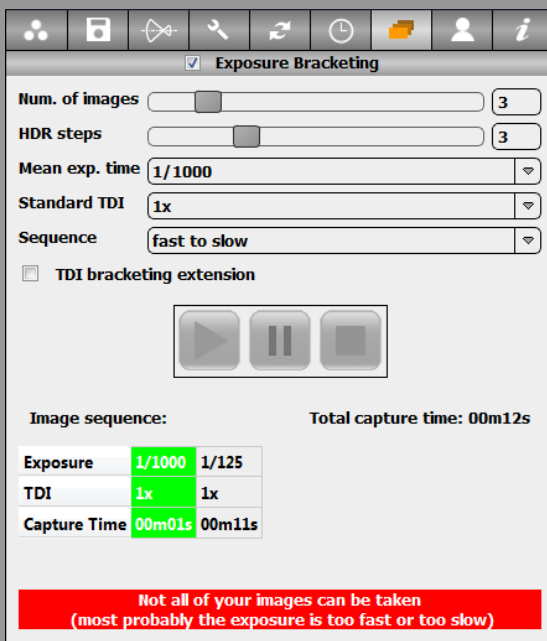 Exposure Bracketing
Num. of images 3
HDR steps 3
Mean exp. time 1/1000
Standard TDI 1x
Sequence fast to slow
TDI bracketing extension
Image sequence: Total capture time: 00m12s
Exposure 1/1000 1/125
TDI 1x 1x
Capture Time 00m01s 00m11s
Not all of your images can be taken
(most probably the exposure is too fast or too slow)